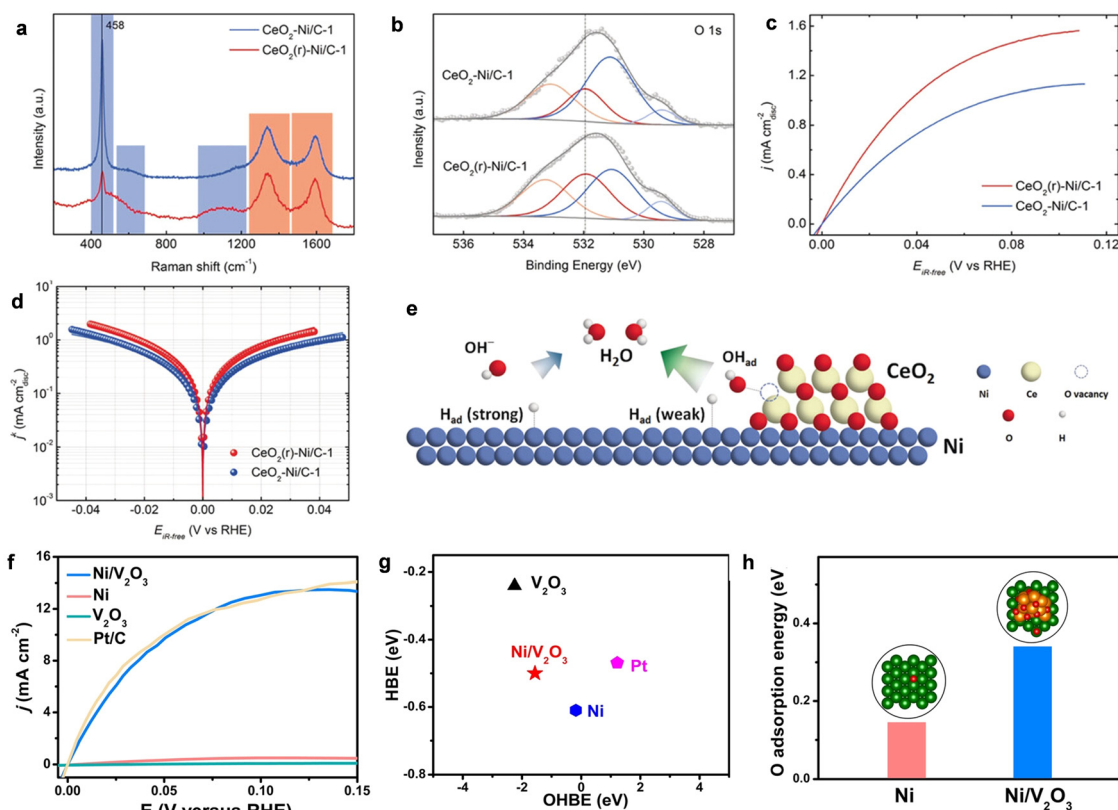 a
458
CeO₂-Ni/C-1
CeO₂(r)-Ni/C-1
Intensity (a.u.)
400 800 1200 1600
Raman shift (cm⁻¹)
b
O 1s
CeO₂-Ni/C-1
CeO₂(r)-Ni/C-1
Inensity (a.u.)
536 534 532 530 528
Binding Energy (eV)
c
1.6
1.2
0.8
0.4
0.0
j (mA cm⁻²disc)
CeO₂(r)-Ni/C-1
CeO₂-Ni/C-1
0.00 0.04 0.08 0.12
E iR-free (V vs RHE)
d
10¹
10⁰
10⁻¹
10⁻²
10⁻³
CeO₂(r)-Ni/C-1
CeO₂-Ni/C-1
-0.04 -0.02 0.00 0.02 0.04
E iR-free (V vs RHE)
e
OH⁻
H₂O
OHad
CeO₂
Had (strong)
Had (weak)
Ni
Ni Ce O vacancy
O H
f
16
12
8
4
0
j (mA cm⁻²)
Ni/V₂O₃
Ni
V₂O₃
Pt/C
0.00 0.05 0.10 0.15
E (V versus RHE)
g
-0.2
-0.4
-0.6
-0.8
HBE (eV)
V₂O₃
Ni/V₂O₃
Pt
Ni
-4 -2 0 2 4
OHBE (eV)
h
O adsorption energy (eV)
0.4
0.2
0.0
Ni Ni/V₂O₃